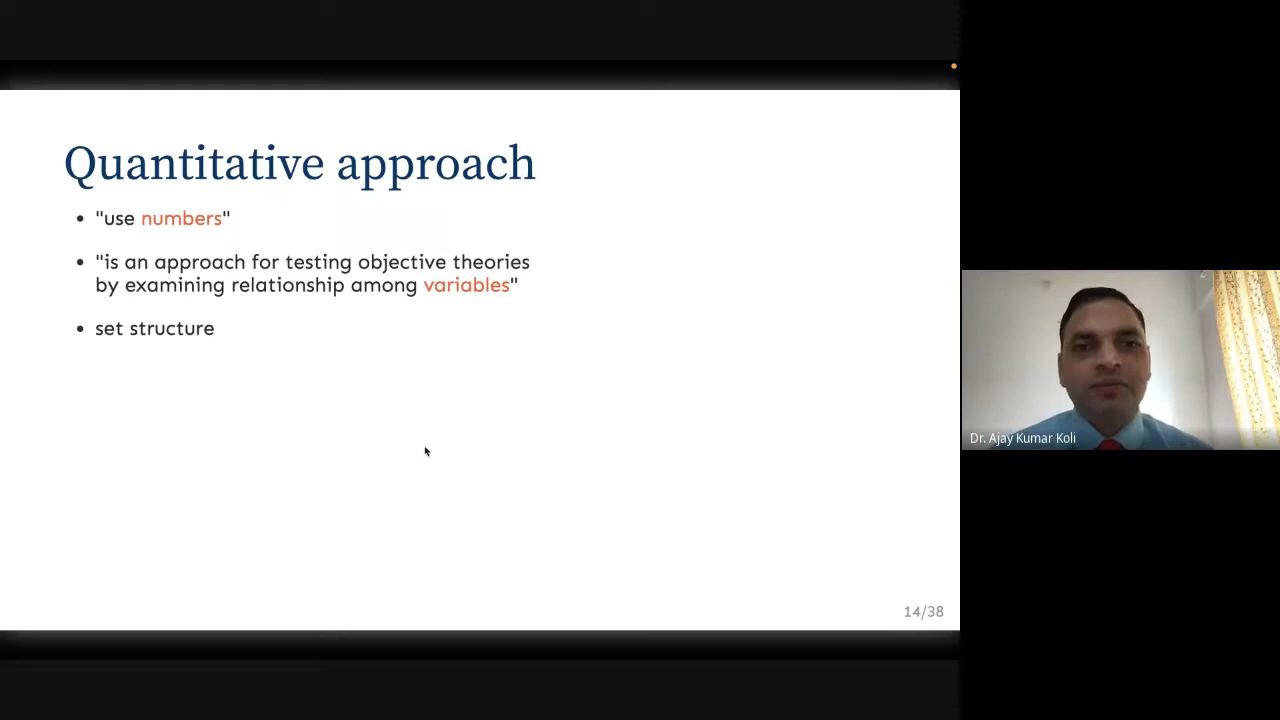 Quantitative approach
• "use numbers"
• "is an approach for testing objective theories
by examining relationship among variables"
• set structure
14/38
Dr. Ajay Kumar Koli